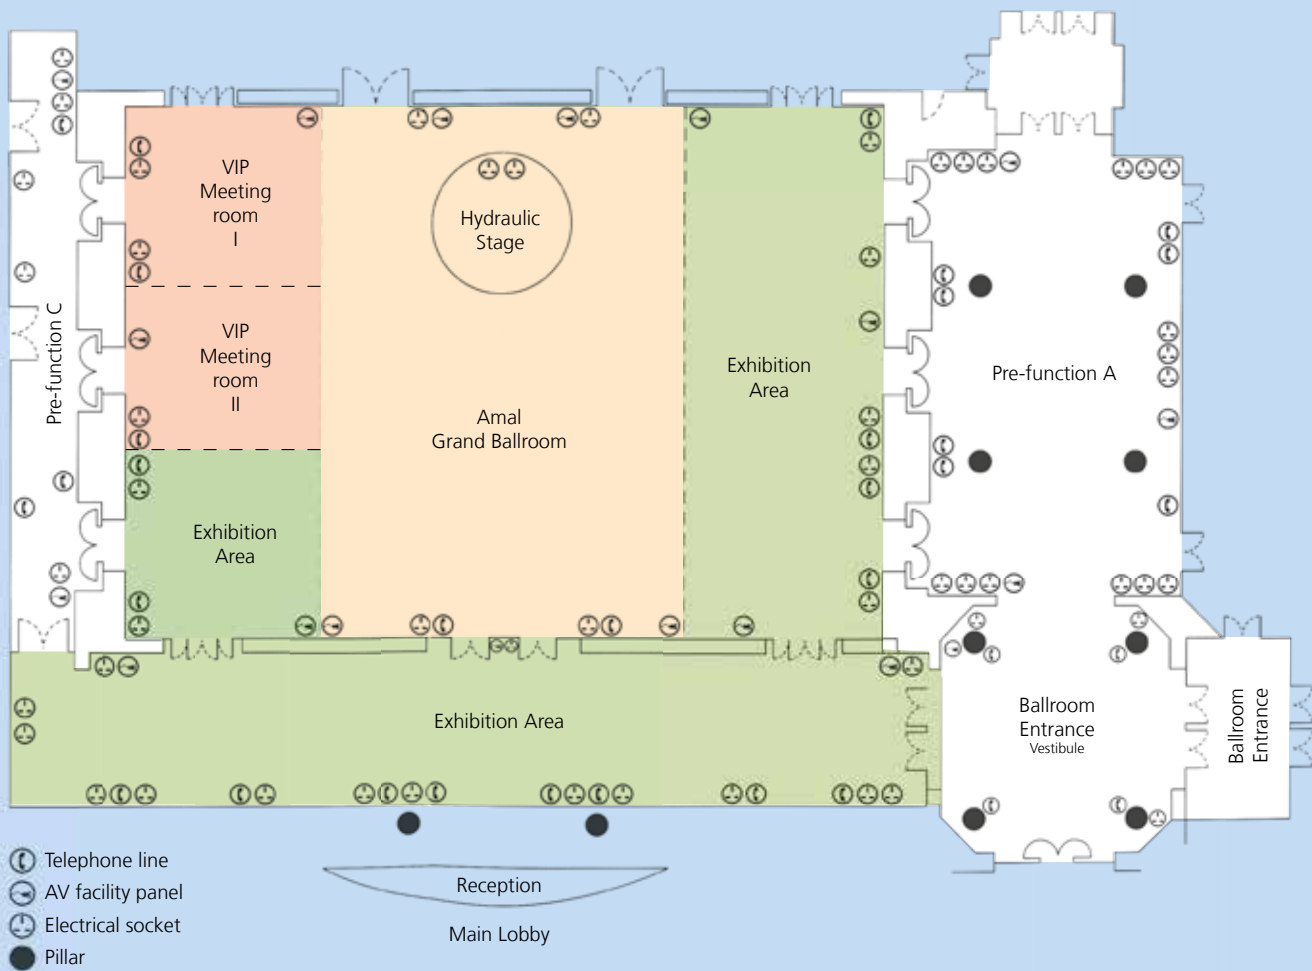 VIP
Meeting
room
I
Hydraulic
Stage
VIP
Meeting
room
II
Pre-function C
Exhibition
Area
Pre-function A
Amal
Grand Ballroom
Exhibition
Area
Exhibition Area
Ballroom
Entrance
Vestibule
Ballroom
Entrance
Telephone line
AV facility panel
Electrical socket
Pillar
Reception
Main Lobby